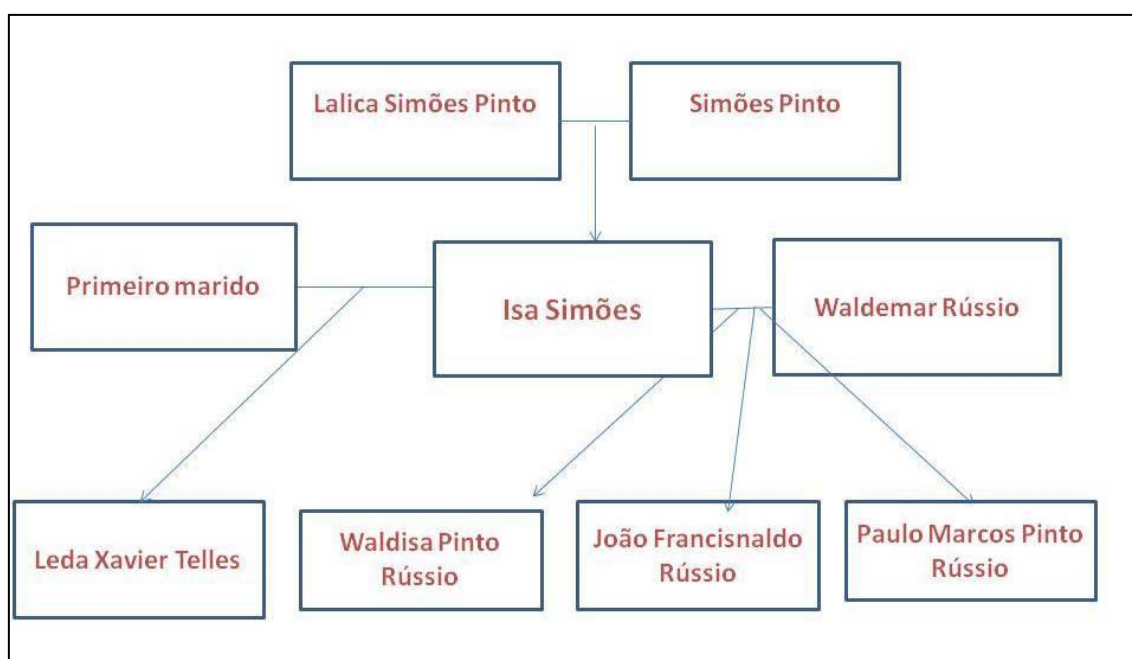 Lalica Simões Pinto
Simões Pinto
Primeiro marido
Isa Simões
Waldemar Rússio
Leda Xavier Telles
Waldisa Pinto
Rússio
João Francisnaldo
Rússio
Paulo Marcos Pinto
Rússio